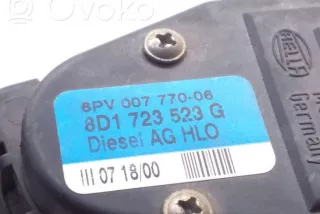 OVOKO
HELLA
6PV 007 770-06
8D1 723 523 G
Diesel AG HLO
III 07 18/00
Germany